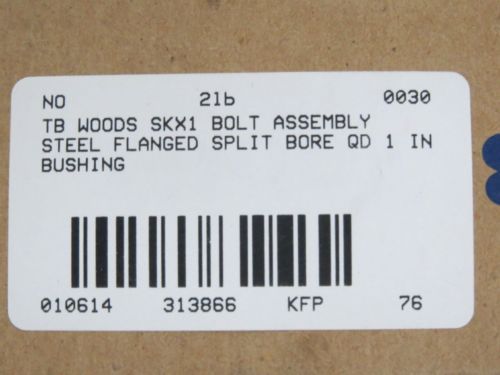 NO 2lb 0030
TB WOODS SKX1 BOLT ASSEMBLY
STEEL FLANGED SPLIT BORE QD 1 IN
BUSHING
010614 313866 KFP 76